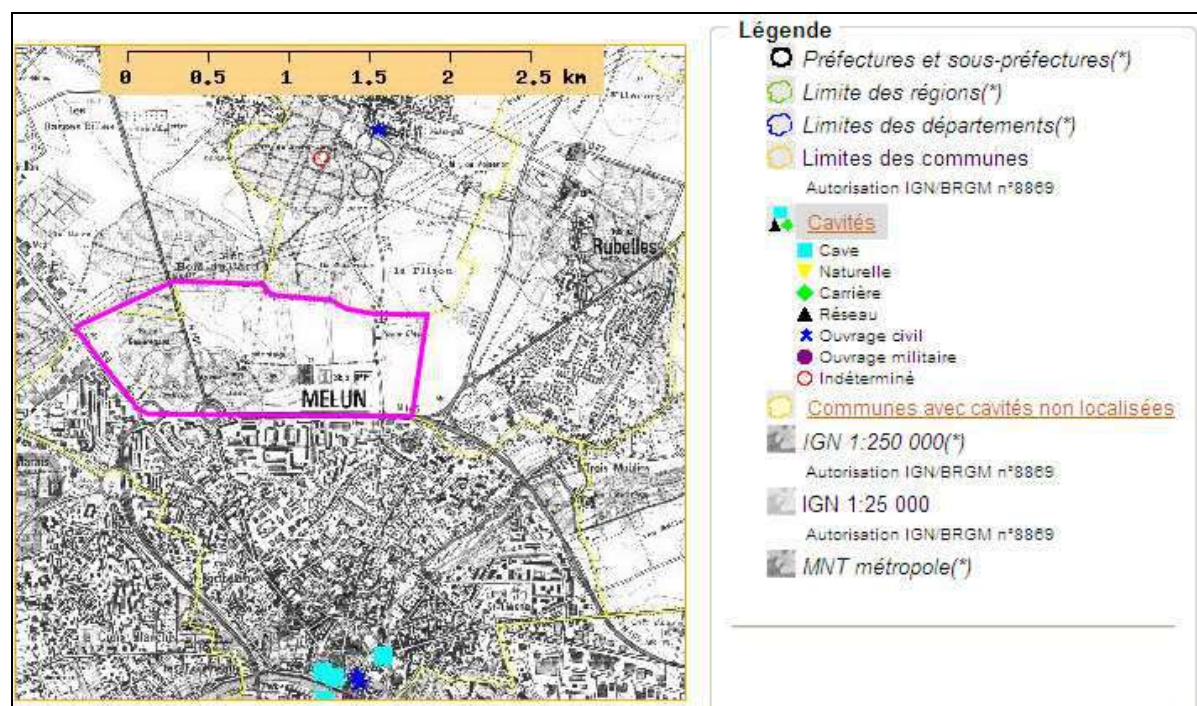 0 0.5 1 1.5 2 2.5 km
Rubelles
MELUN
Trois Moulins
Légende
Préfectures et sous-préfectures(*)
Limite des régions(*)
Limites des départements(*)
Limites des communes
Autorisation IGN/BRGM n°8869
Cavités
Cave
Naturelle
Carrière
Réseau
Ouvrage civil
Ouvrage militaire
Indéterminé
Communes avec cavités non localisées
IGN 1:250 000(*)
Autorisation IGN/BRGM n°8869
IGN 1:25 000
Autorisation IGN/BRGM n°8869
MNT métropole(*)